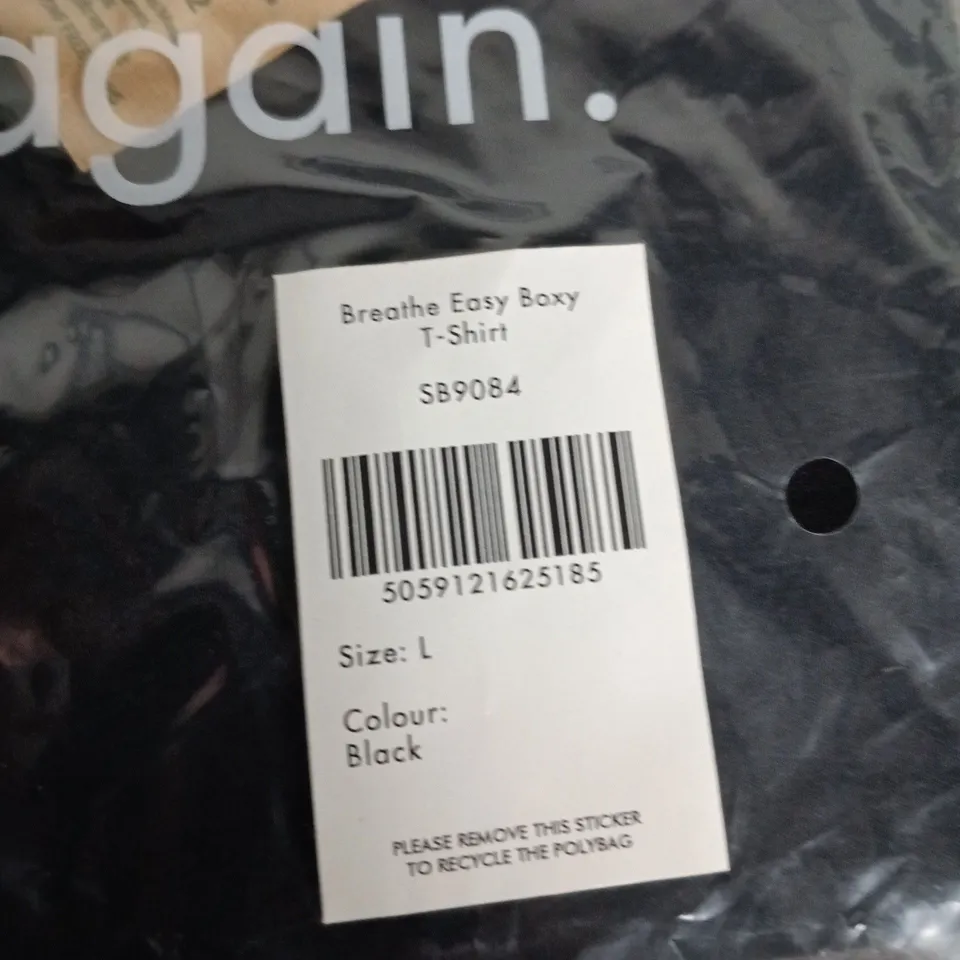 again.
Breathe Easy Boxy
T-Shirt
SB9084
5059121625185
Size: L
Colour:
Black
PLEASE REMOVE THIS STICKER
TO RECYCLE THE POLYBAG